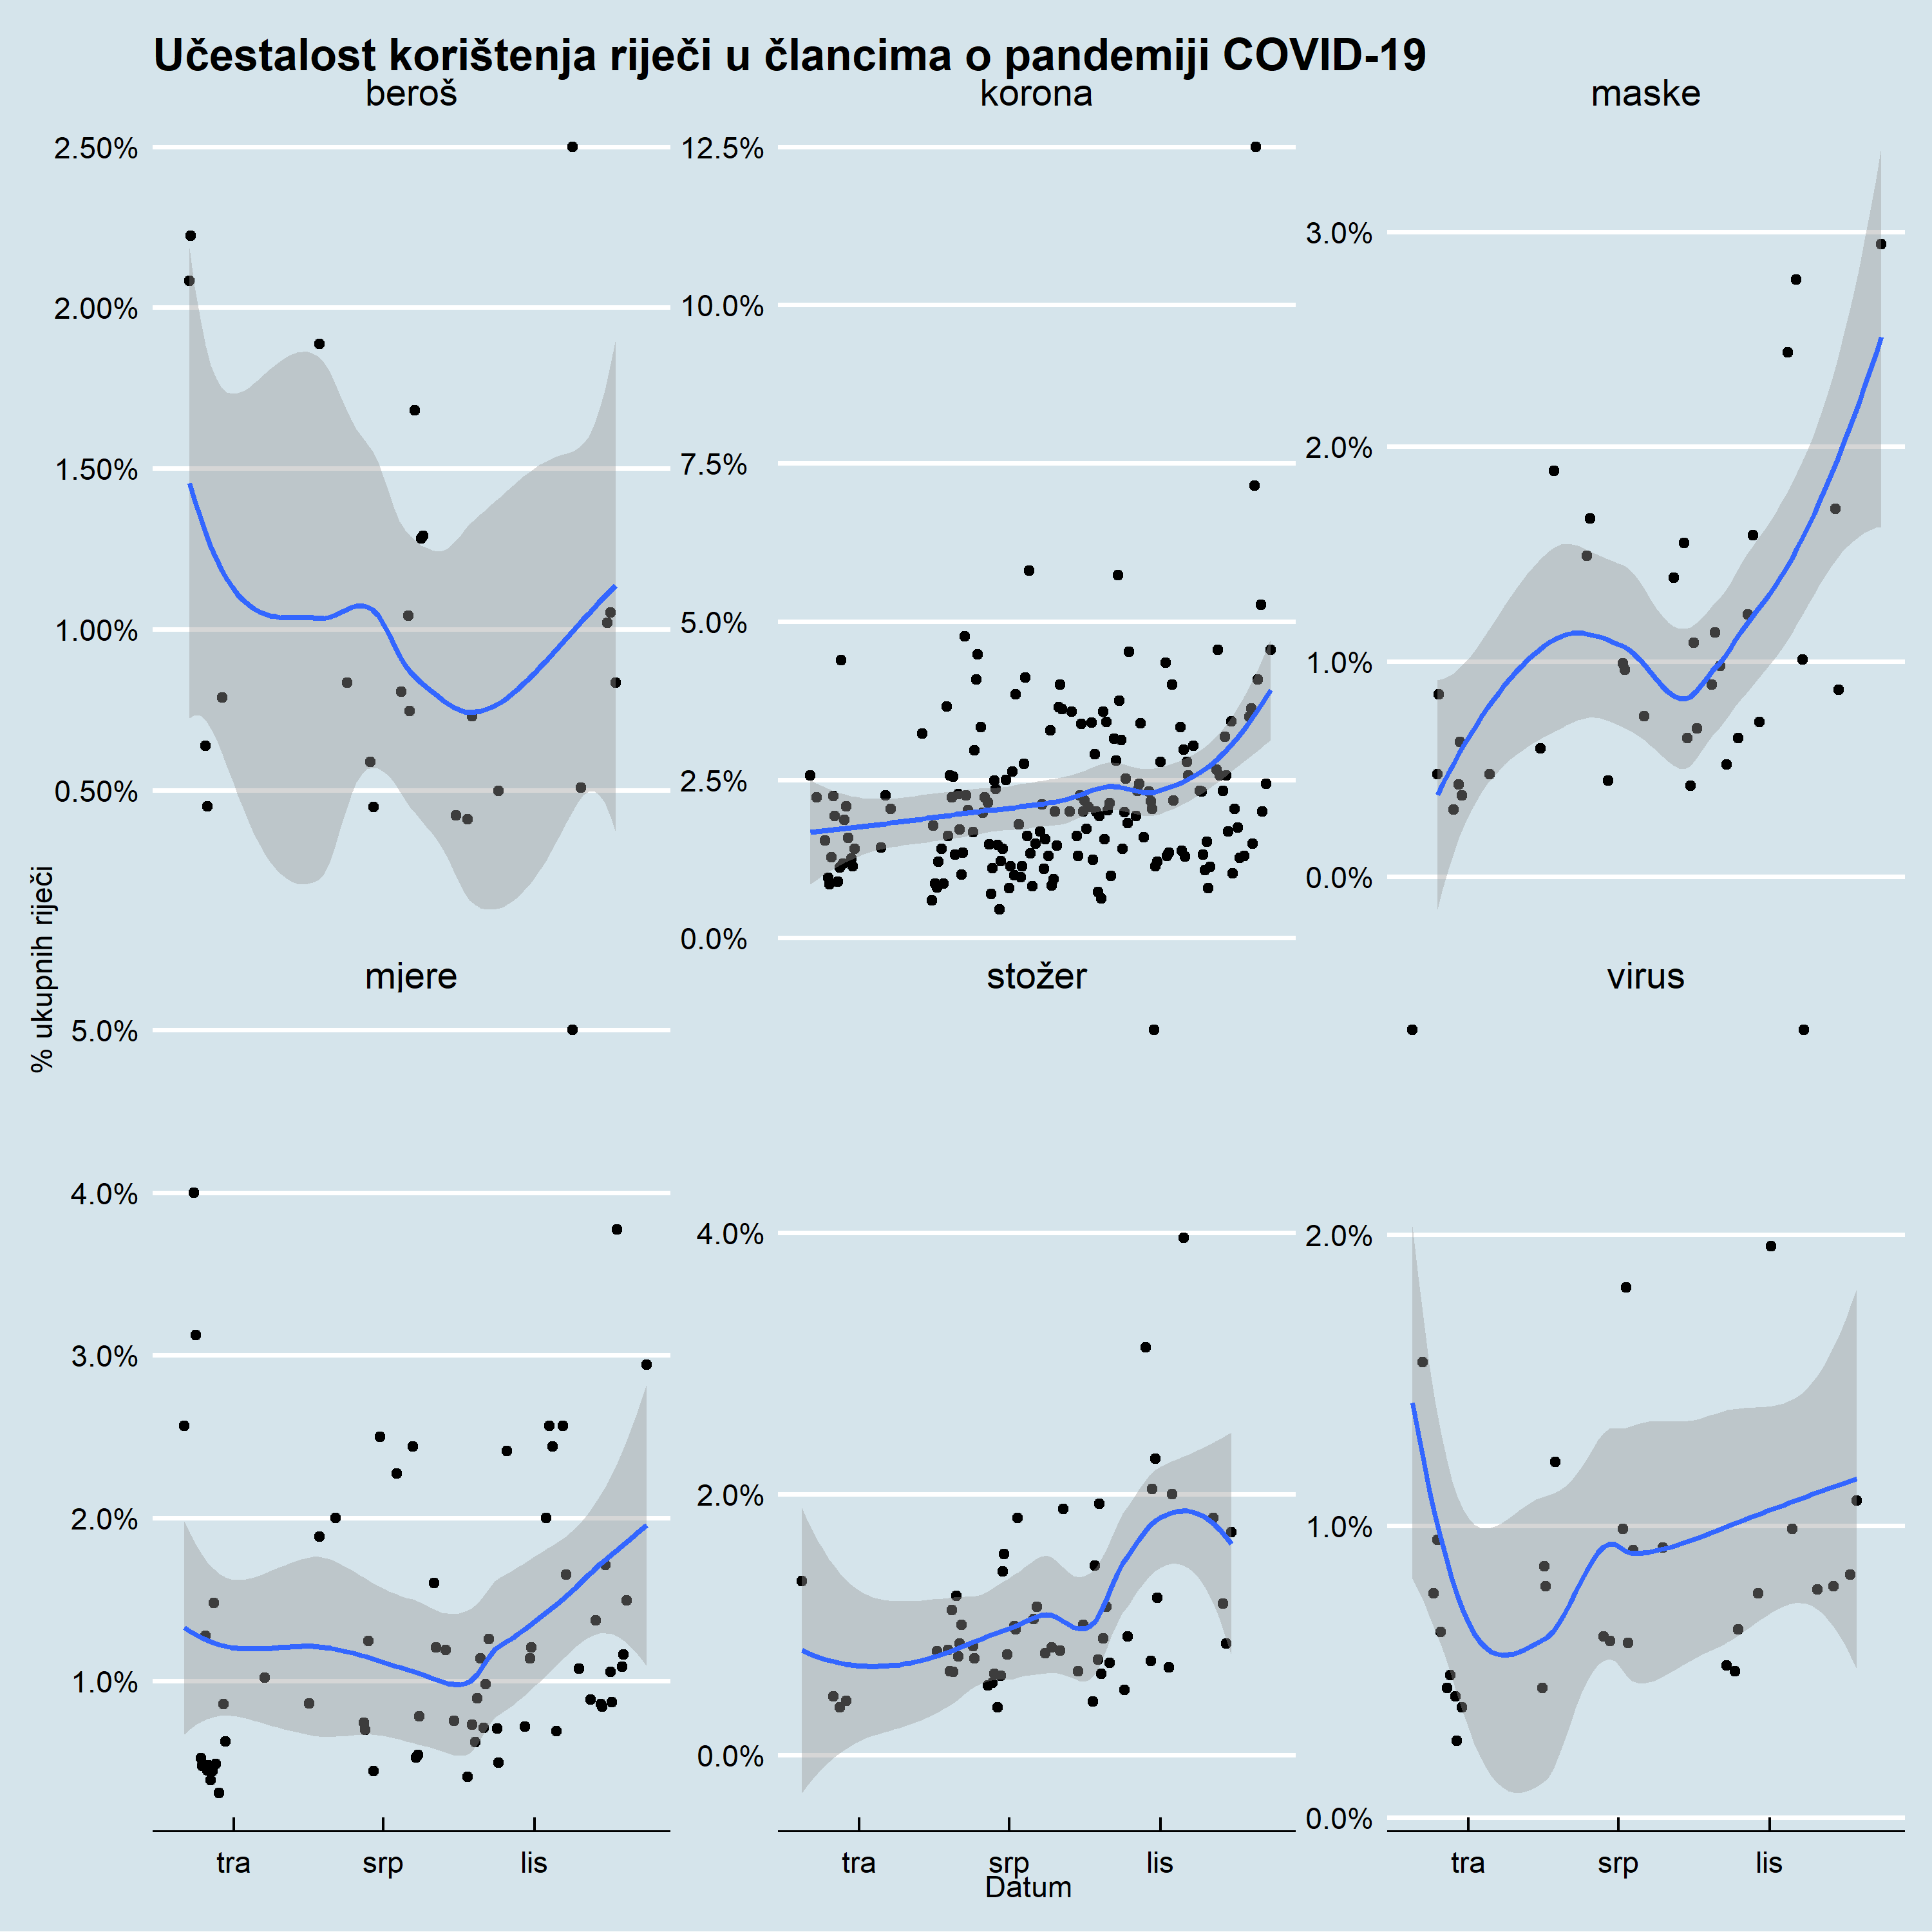 Učestalost korištenja riječi u člancima o pandemiji COVID-19
beroš
korona
maske
2.50%
2.00%
1.50%
1.00%
0.50%
12.5%
10.0%
7.5%
5.0%
2.5%
0.0%
3.0%
2.0%
1.0%
0.0%
% ukupnih riječi
mjere
stožer
virus
5.0%
4.0%
3.0%
2.0%
1.0%
4.0%
2.0%
0.0%
2.0%
1.0%
0.0%
tra srp lis
tra srp lis
tra srp lis
Datum